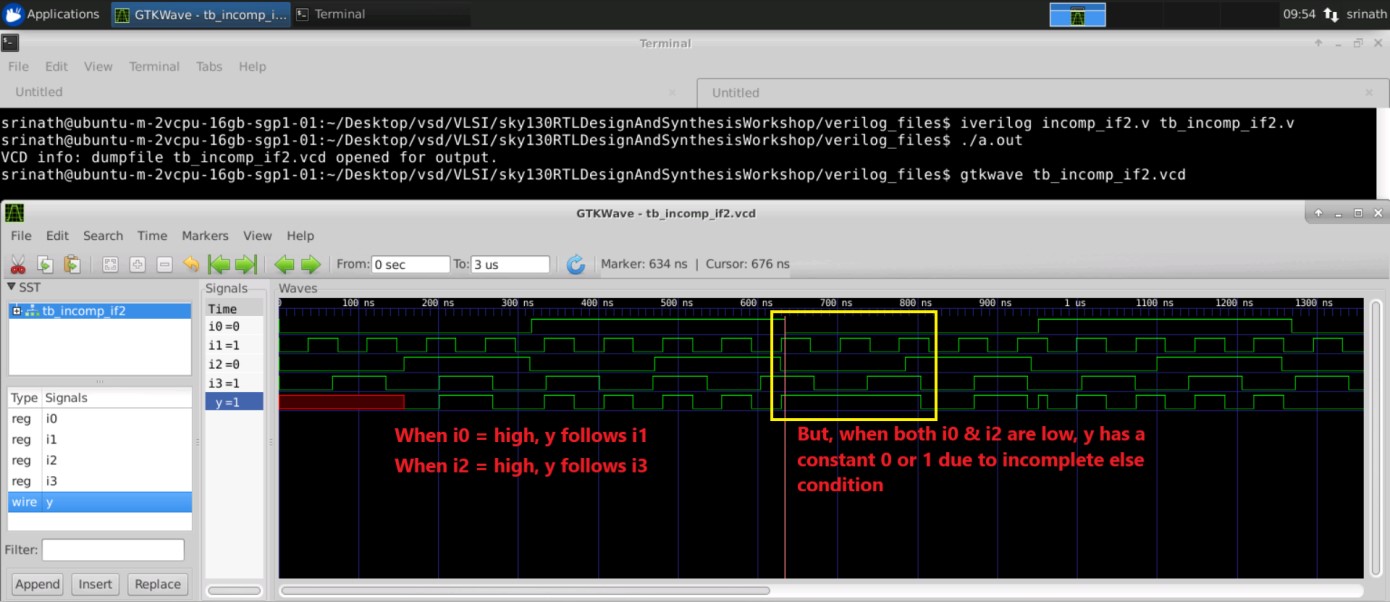 Applications GTKWave - tb_incomp_i... Terminal 09:54 srinath
Terminal
File Edit View Terminal Tabs Help
Untitled Untitled
srinath@ubuntu-m-2vcpu-16gb-sgp1-01:~/Desktop/vsd/VLSI/sky130RTLDesignAndSynthesisWorkshop/verilog_files$ iverilog incomp_if2.v tb_incomp_if2.v
srinath@ubuntu-m-2vcpu-16gb-sgp1-01:~/Desktop/vsd/VLSI/sky130RTLDesignAndSynthesisWorkshop/verilog_files$ ./a.out
VCD info: dumpfile tb_incomp_if2.vcd opened for output.
srinath@ubuntu-m-2vcpu-16gb-sgp1-01:~/Desktop/vsd/VLSI/sky130RTLDesignAndSynthesisWorkshop/verilog_files$ gtkwave tb_incomp_if2.vcd
GTKWave - tb_incomp_if2.vcd
File Edit Search Time Markers View Help
From: 0 sec To: 3 us Marker: 634 ns | Cursor: 676 ns
SST
tb_incomp_if2
Type Signals
reg i0
reg i1
reg i2
reg i3
wire y
Filter:
Append Insert Replace
Signals
Time
i0=0
i1=1
i2=0
i3=1
y=1
Waves
0 100 ns 200 ns 300 ns 400 ns 500 ns 600 ns 700 ns 800 ns 900 ns 1 us 1100 ns 1200 ns 1300 ns
When i0 = high, y follows i1
When i2 = high, y follows i3
But, when both i0 & i2 are low, y has a
constant 0 or 1 due to incomplete else
condition